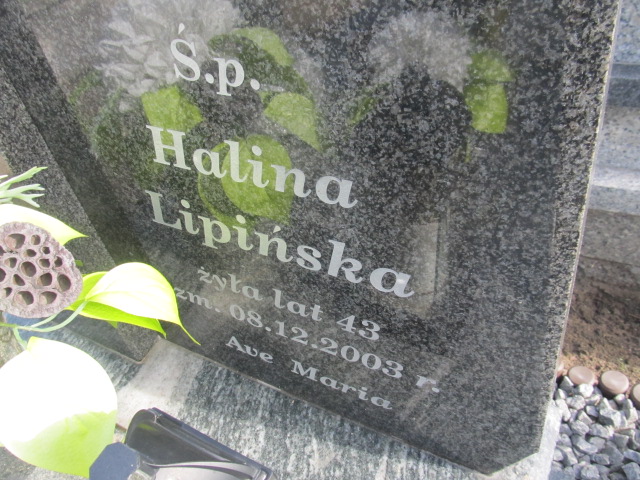 Ś.p.
Halina
Lipińska
żyła lat 43
zm. 08.12.2003 r.
Ave Maria